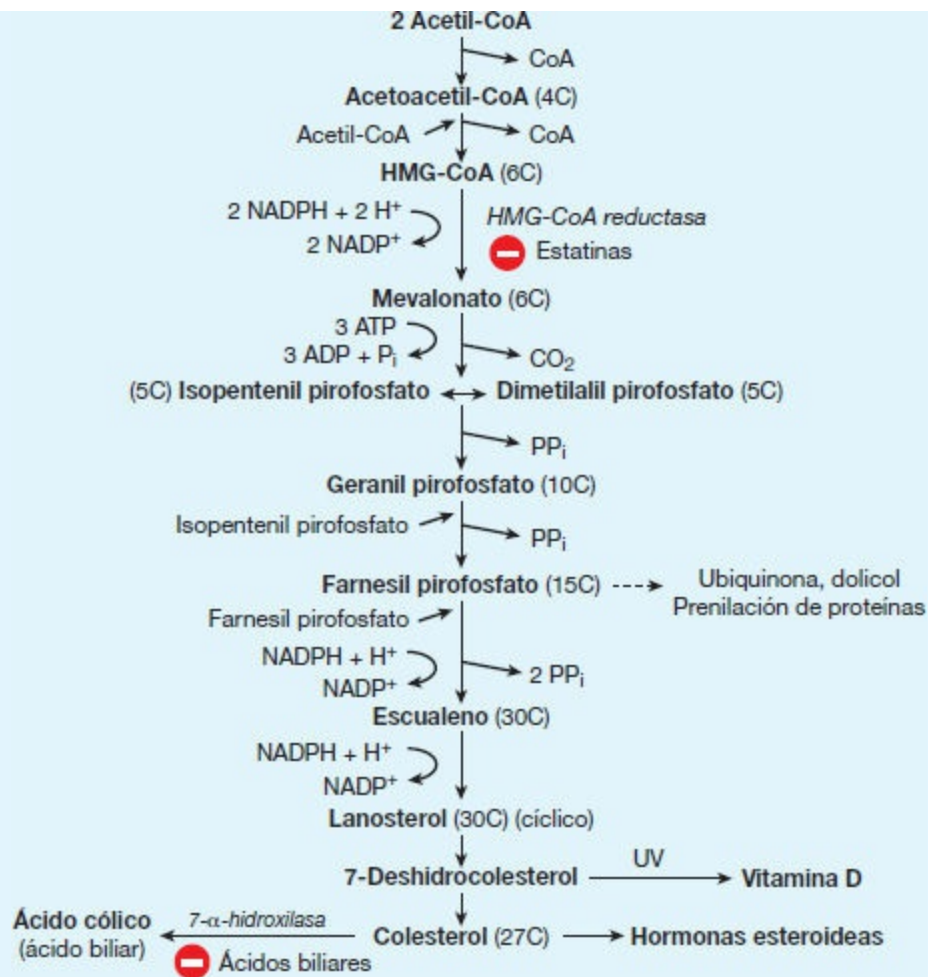 2 Acetil-CoA
CoA
Acetoacetil-CoA (4C)
Acetil-CoA
CoA
HMG-CoA (6C)
2 NADPH + 2 H⁺
HMG-CoA reductasa
2 NADP⁺
Estatinas
Mevalonato (6C)
3 ATP
3 ADP + Pᵢ
CO₂
(5C) Isopentenil pirofosfato
Dimetilalil pirofosfato (5C)
PPᵢ
Geranil pirofosfato (10C)
Isopentenil pirofosfato
PPᵢ
Farnesil pirofosfato (15C)
Ubiquinona, dolicol
Prenilación de proteínas
Farnesil pirofosfato
NADPH + H⁺
2 PPᵢ
NADP⁺
Escualeno (30C)
NADPH + H⁺
NADP⁺
Lanosterol (30C) (cíclico)
UV
7-Deshidrocolesterol
Vitamina D
Ácido cólico
(ácido biliar)
7-α-hidroxilasa
Ácidos biliares
Colesterol (27C)
Hormonas esteroideas